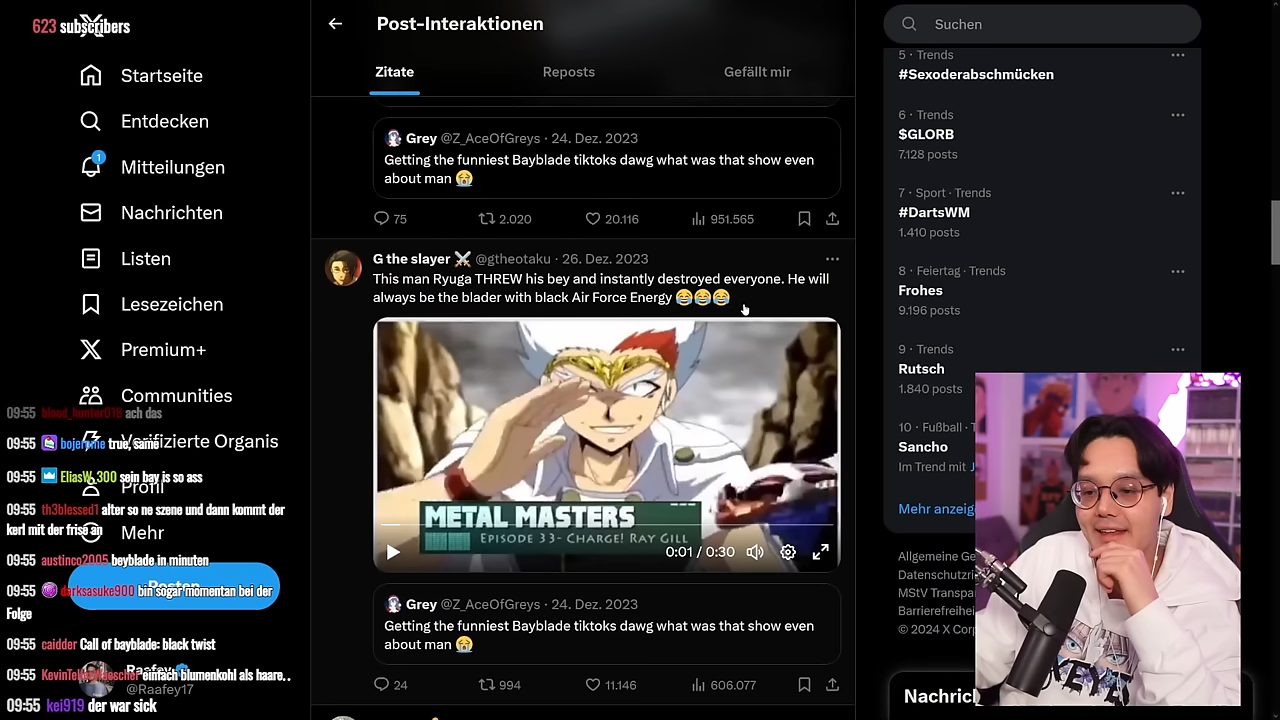 623 subscribers
Startseite
Entdecken
1
Mitteilungen
Nachrichten
Listen
Lesezeichen
Premium+
Communities
Verifizierte Organis
Profil
Mehr
Posten
Raafey
@Raafey17
09:55 blood_hunter018 ach das
09:55 bojerome true, same
09:55 EliasW_300 sein bay is so ass
09:55 th3blessed1 alter so ne szene und dann kommt der
kerl mit der frise an
09:55 austinco2005 beyblade in minuten
09:55 darksasuke900 bin sogar momentan bei der
Folge
09:55 caidder Call of bayblade: black twist
09:55 einfach blumenkohl als haare. .
09:55 kei919 der war sick
Post-Interaktionen
Zitate Reposts Gefällt mir
Grey @Z_AceOfGreys · 24. Dez. 2023
Getting the funniest Bayblade tiktoks dawg what was that show even
about man 😭
75 2.020 20.116 951.565
G the slayer ⚔️ @gtheotaku · 26. Dez. 2023
This man Ryuga THREW his bey and instantly destroyed everyone. He will
always be the blader with black Air Force Energy 😂😂😂
METAL MASTERS
EPISODE 33- CHARGE! RAY GILL
0:01 / 0:30
Grey @Z_AceOfGreys · 24. Dez. 2023
Getting the funniest Bayblade tiktoks dawg what was that show even
about man 😭
24 994 11.146 606.077
Suchen
5 · Trends
#Sexoderabschmücken
6 · Trends
$GLORB
7.128 posts
7 · Sport · Trends
#DartsWM
1.410 posts
8 · Feiertag · Trends
Frohes
9.196 posts
9 · Trends
Rutsch
1.840 posts
10 · Fußball · T
Sancho
Im Trend mit J
Mehr anzeig
Allgemeine Ge
Datenschutzri
MStV Transpa
Barrierefreihei
© 2024 X Corp
Nachric